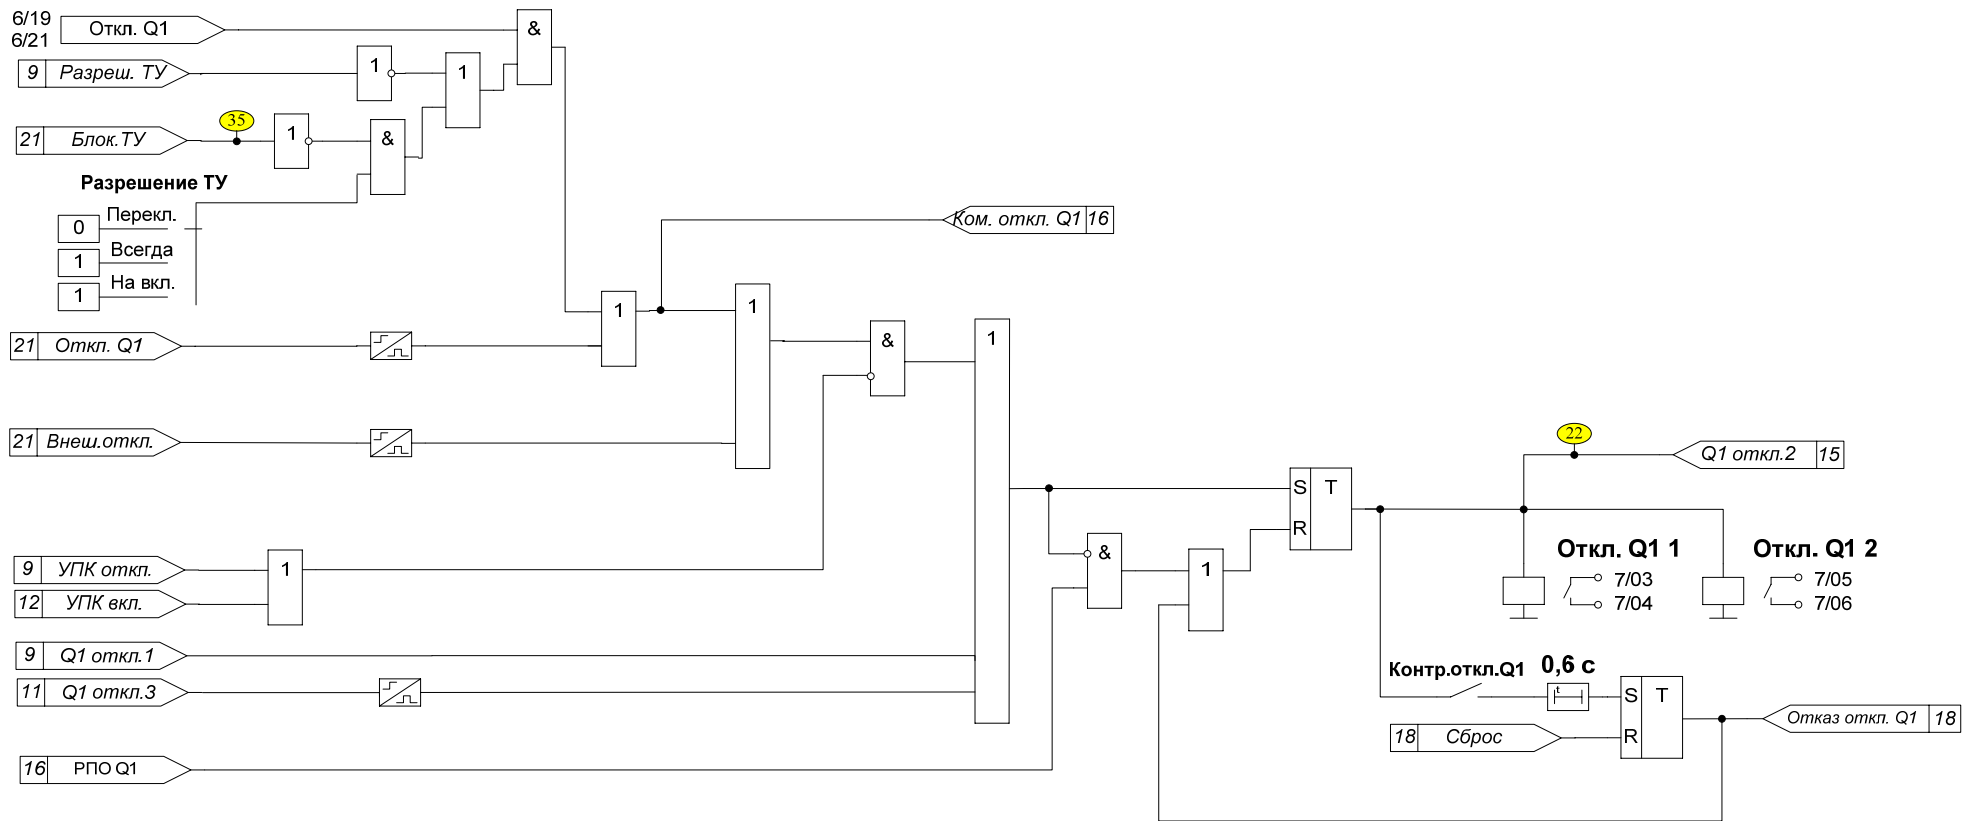 6/19
6/21
Откл. Q1
&
9 Разреш. ТУ
1
1
35
21 Блок.ТУ
1
&
Разрешение ТУ
0 Перекл.
1 Всегда
1 На вкл.
Ком. откл. Q1 16
1
1
21 Откл. Q1
&
1
21 Внеш.откл.
22
Q1 откл.2 15
S T
R
9 УПК откл.
1
12 УПК вкл.
&
1
Откл. Q1 1
7/03
7/04
Откл. Q1 2
7/05
7/06
9 Q1 откл.1
11 Q1 откл.3
Контр.откл.Q1
0,6 с
t
S T
R
18 Сброс
Отказ откл. Q1 18
16 РПО Q1